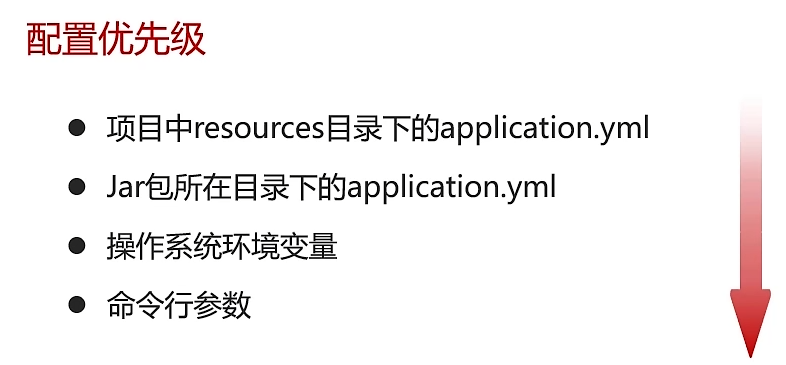 配置优先级
● 项目中resources目录下的application.yml
● Jar包所在目录下的application.yml
● 操作系统环境变量
● 命令行参数